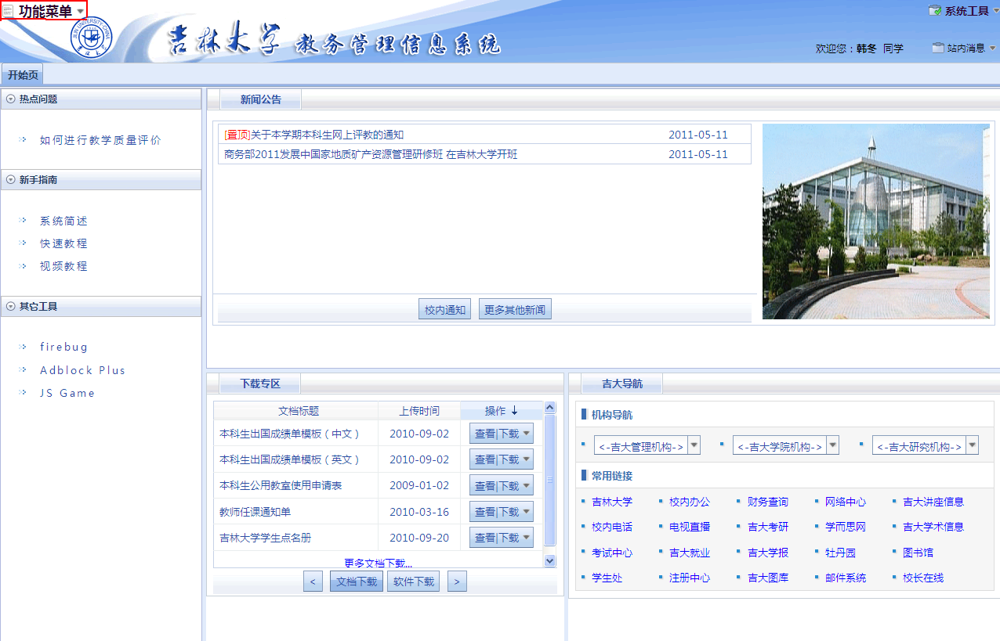 功能菜单
系统工具
JILIN UNIVERSITY CHINA
吉林大学 教务管理信息系统
欢迎您：韩冬 同学 站内消息
开始页
热点问题
如何进行教学质量评价
新手指南
系统简述
快速教程
视频教程
其它工具
firebug
Adblock Plus
JS Game
新闻公告
[置顶]关于本学期本科生网上评教的通知 2011-05-11
商务部2011发展中国家地质矿产资源管理研修班 在吉林大学开班 2011-05-11
校内通知 更多其他新闻
下载专区
文档标题 上传时间 操作 ↓
本科生出国成绩单模板（中文） 2010-09-02 查看|下载
本科生出国成绩单模板（英文） 2010-09-02 查看|下载
本科生公用教室使用申请表 2009-01-02 查看|下载
教师任课通知单 2010-03-16 查看|下载
吉林大学学生点名册 2010-09-20 查看|下载
更多文档下载...
< 文档下载 软件下载 >
吉大导航
机构导航
<-吉大管理机构-> <-吉大学院机构-> <-吉大研究机构->
常用链接
吉林大学 校内办公 财务查询 网络中心 吉大讲座信息
校内电话 电视直播 吉大考研 学而思网 吉大学术信息
考试中心 吉大就业 吉大学报 牡丹园 图书馆
学生处 注册中心 吉大图库 邮件系统 校长在线